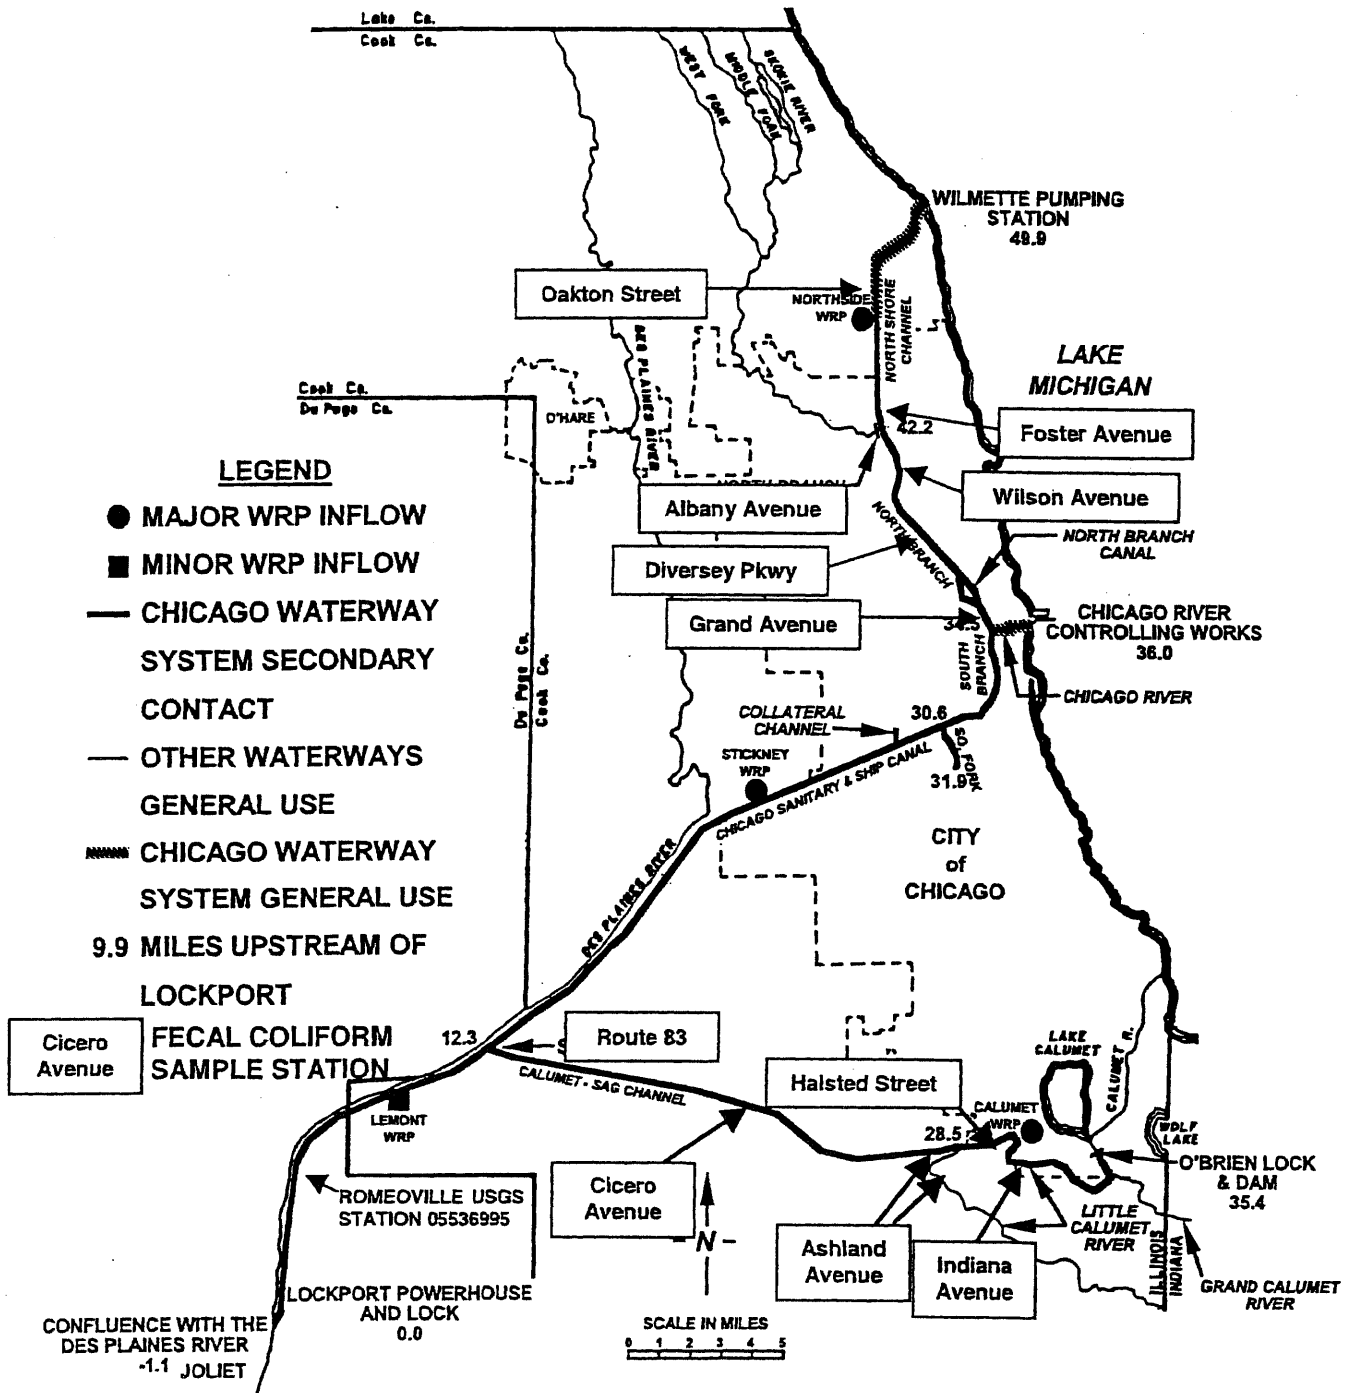 Lake Co.
Cook Co.
WEST FORK
MIDDLE FORK
SKOKIE RIVER
WILMETTE PUMPING
STATION
49.9
Oakton Street
NORTHSIDE
WRP
NORTH SHORE
CHANNEL
DES PLAINES RIVER
LAKE
MICHIGAN
Cook Co.
Du Page Co.
O'HARE
42.2
Foster Avenue
LEGEND
MAJOR WRP INFLOW
MINOR WRP INFLOW
CHICAGO WATERWAY
SYSTEM SECONDARY
CONTACT
OTHER WATERWAYS
GENERAL USE
CHICAGO WATERWAY
SYSTEM GENERAL USE
9.9 MILES UPSTREAM OF
LOCKPORT
Cicero
Avenue
FECAL COLIFORM
SAMPLE STATION
Albany Avenue
Wilson Avenue
NORTH BRANCH
NORTH BRANCH
CANAL
Diversey Pkwy
Grand Avenue
CHICAGO RIVER
CONTROLLING WORKS
36.0
SOUTH
BRANCH
CHICAGO RIVER
Du Page Co.
Cook Co.
COLLATERAL
CHANNEL
30.6
SO. FORK
31.9
STICKNEY
WRP
CHICAGO SANITARY & SHIP CANAL
CITY
of
CHICAGO
DES PLAINES RIVER
12.3
Route 83
CALUMET - SAG CHANNEL
LEMONT
WRP
Halsted Street
LAKE
CALUMET
CALUMET R.
CALUMET
WRP
28.5
WOLF
LAKE
O'BRIEN LOCK
& DAM
35.4
Cicero
Avenue
ROMEOVILLE USGS
STATION 05536995
N
Ashland
Avenue
Indiana
Avenue
LITTLE
CALUMET
RIVER
ILLINOIS
INDIANA
GRAND CALUMET
RIVER
LOCKPORT POWERHOUSE
AND LOCK
0.0
CONFLUENCE WITH THE
DES PLAINES RIVER
-1.1
JOLIET
SCALE IN MILES
0 1 2 3 4 5